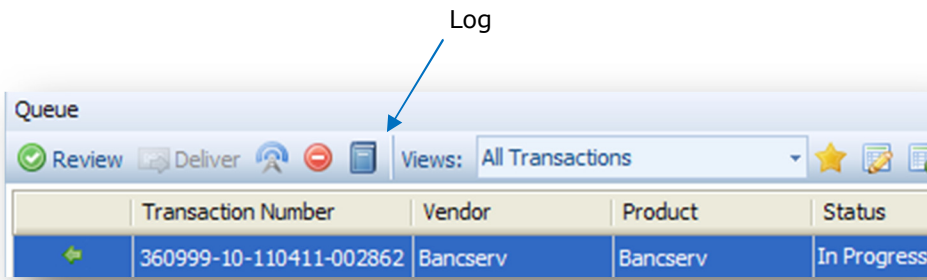 Log
Queue
Review Deliver Views: All Transactions
Transaction Number Vendor Product Status
360999-10-110411-002862 Bancserv Bancserv In Progress